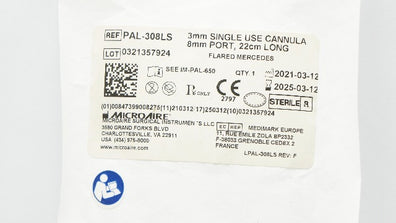 REF PAL-308LS
3mm SINGLE USE CANNULA
8mm PORT, 22cm LONG
LOT 0321357924
FLARED MERCEDES
SEE IM-PAL-650
QTY. 1
2021-03-12
2025-03-12
CE
2797
STERILE R
(01)00847399008275(11)210312(17)250312(10)0321357924
MICROAIRE
MICROAIRE SURGICAL INSTRUMENTS LLC
3590 GRAND FORKS BLVD
CHARLOTTESVILLE, VA 22911
USA (434) 975-8000
www.microaire.com
EC REP
MEDIMARK EUROPE
11, RUE EMILE ZOLA BP2332
F-38033 GRENOBLE CEDEX 2
FRANCE
LPAL-308LS REV: F